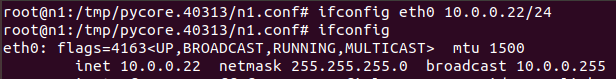 root@n1:/tmp/pycore.40313/n1.conf# ifconfig eth0 10.0.0.22/24
root@n1:/tmp/pycore.40313/n1.conf# ifconfig
eth0: flags=4163<UP,BROADCAST,RUNNING,MULTICAST>  mtu 1500
        inet 10.0.0.22  netmask 255.255.255.0  broadcast 10.0.0.255